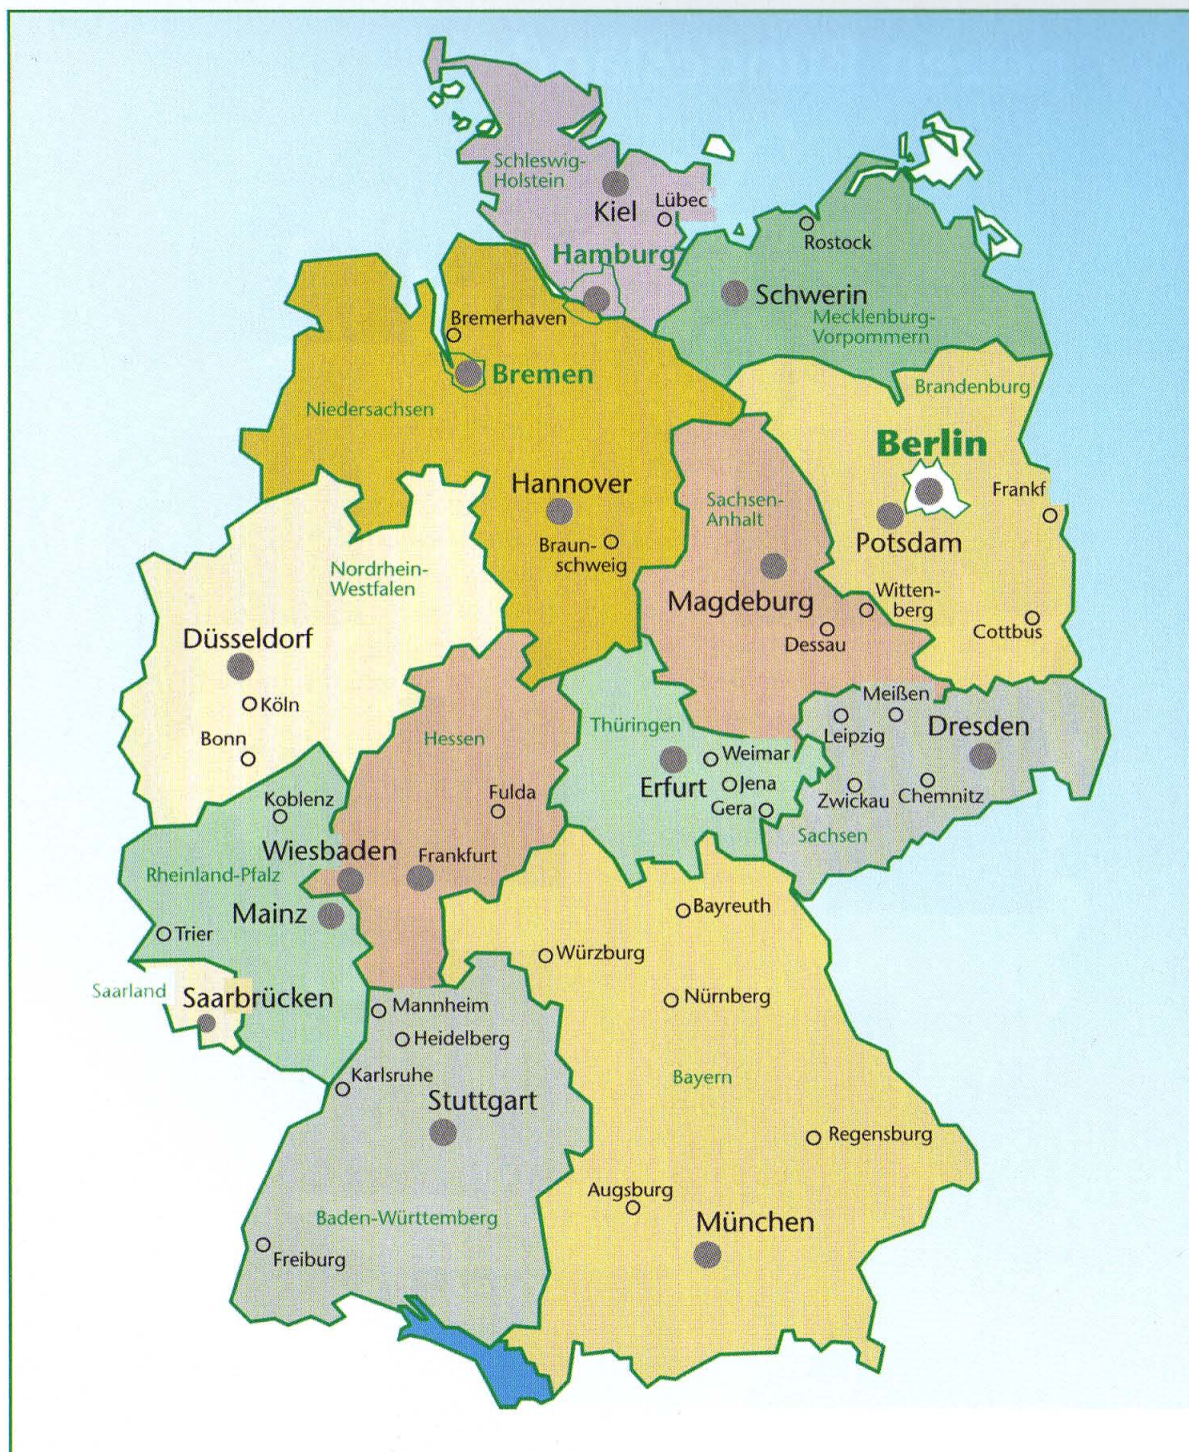 Schleswig-
Holstein
Kiel
Lübec
Hamburg
Rostock
Schwerin
Mecklenburg-
Vorpommern
Bremerhaven
Bremen
Niedersachsen
Brandenburg
Berlin
Hannover
Sachsen-
Anhalt
Frankf
Potsdam
Braun-
schweig
Nordrhein-
Westfalen
Magdeburg
Witten-
berg
Dessau
Cottbus
Düsseldorf
Köln
Bonn
Hessen
Thüringen
Meißen
Leipzig
Dresden
Weimar
Erfurt
Jena
Gera
Zwickau
Chemnitz
Sachsen
Koblenz
Fulda
Wiesbaden
Frankfurt
Rheinland-Pfalz
Mainz
Trier
Bayreuth
Würzburg
Saarland
Saarbrücken
Mannheim
Nürnberg
Heidelberg
Karlsruhe
Bayern
Stuttgart
Regensburg
Augsburg
Baden-Württemberg
München
Freiburg